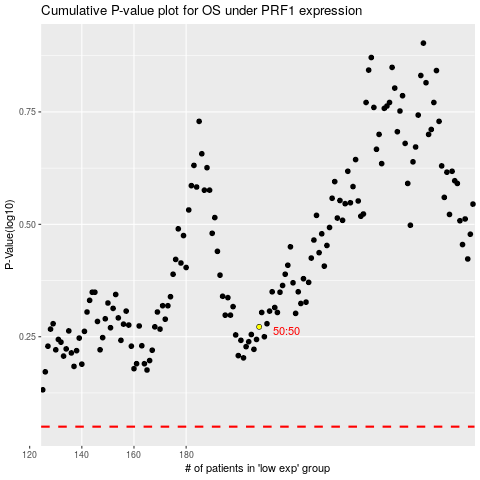 Cumulative P-value plot for OS under PRF1 expression
P-Value(log10)
0.75
0.50
0.25
50:50
120 140 160 180
# of patients in 'low exp' group